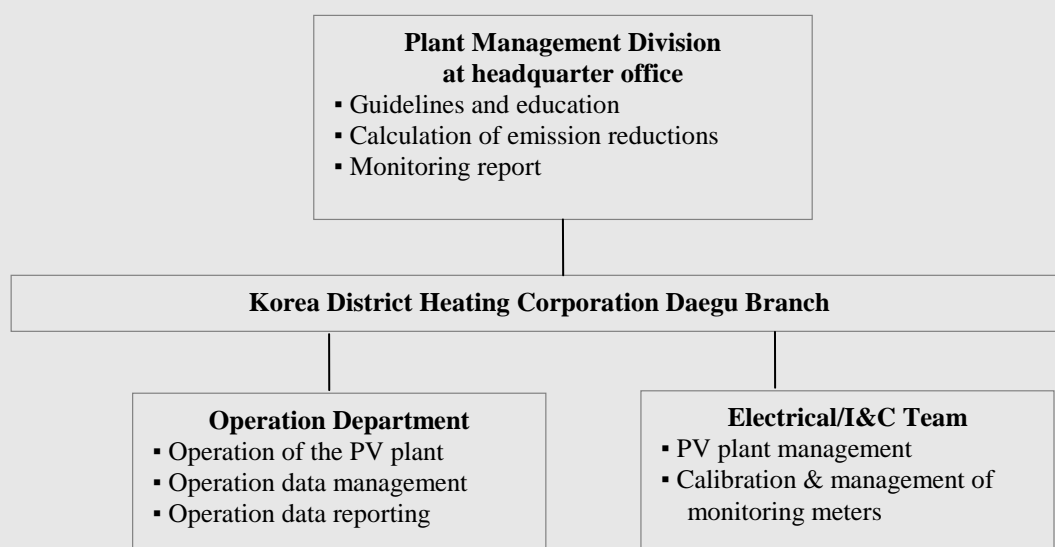 Plant Management Division
at headquarter office
▪ Guidelines and education
▪ Calculation of emission reductions
▪ Monitoring report
Korea District Heating Corporation Daegu Branch
Operation Department
▪ Operation of the PV plant
▪ Operation data management
▪ Operation data reporting
Electrical/I&C Team
▪ PV plant management
▪ Calibration & management of
monitoring meters